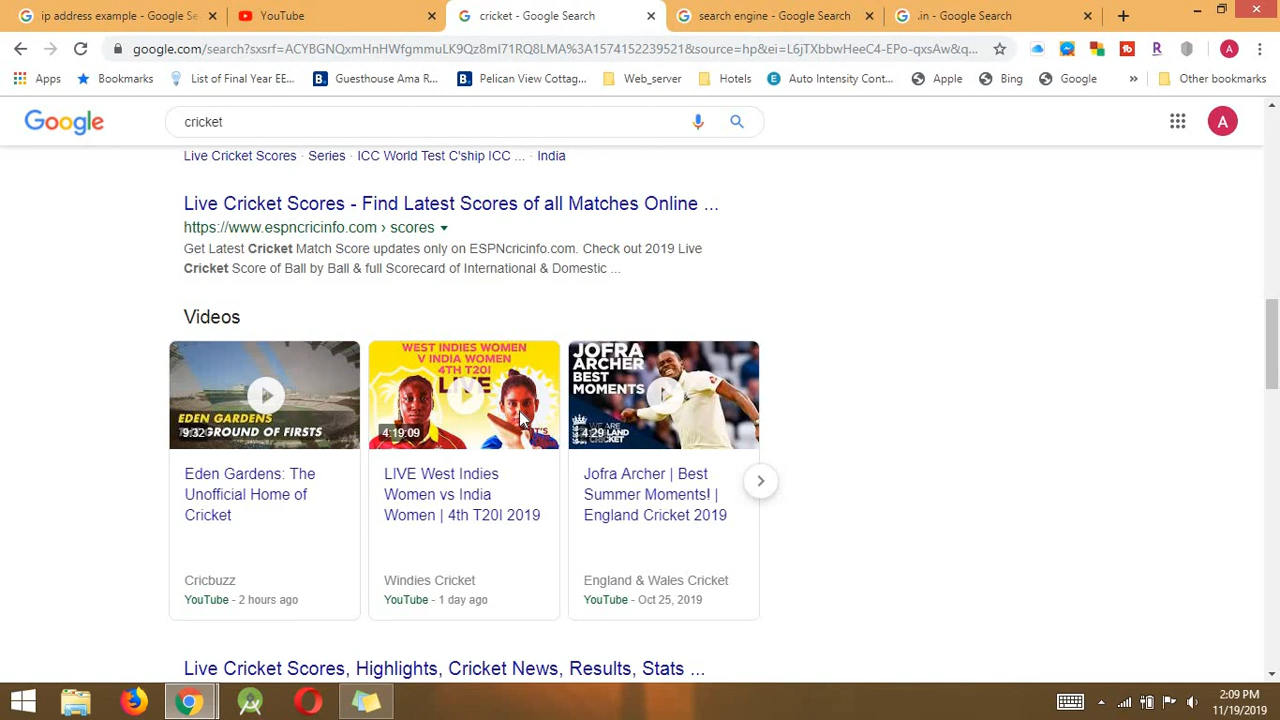 ip address example - Google Se
YouTube
cricket - Google Search
search engine - Google Search
.in - Google Search
google.com/search?sxsrf=ACYBGNQxmHnHWfgmmuLK9Qz8mI71RQ8LMA%3A1574152239521&source=hp&ei=L6jTXbbwHeeC4-EPo-qxsAw&q...
A
Apps
Bookmarks
List of Final Year EE...
Guesthouse Ama R...
Pelican View Cottag...
Web_server
Hotels
Auto Intensity Cont...
Apple
Bing
Google
»
Other bookmarks
Google
cricket
A
Live Cricket Scores · Series · ICC World Test C'ship ICC ... · India
Live Cricket Scores - Find Latest Scores of all Matches Online ...
https://www.espncricinfo.com › scores
Get Latest Cricket Match Score updates only on ESPNcricinfo.com. Check out 2019 Live
Cricket Score of Ball by Ball & full Scorecard of International & Domestic ...
Videos
EDEN GARDENS
GROUND OF FIRSTS
9:32
Eden Gardens: The
Unofficial Home of
Cricket
Cricbuzz
YouTube - 2 hours ago
WEST INDIES WOMEN
V INDIA WOMEN
4TH T20I
LIVE
4:19:09
LIVE West Indies
Women vs India
Women | 4th T20I 2019
Windies Cricket
YouTube - 1 day ago
JOFRA
ARCHER
BEST
MOMENTS
4:29
WE ARE
ENGLAND
CRICKET
Jofra Archer | Best
Summer Moments! |
England Cricket 2019
England & Wales Cricket
YouTube - Oct 25, 2019
Live Cricket Scores, Highlights, Cricket News, Results, Stats ...
2:09 PM
11/19/2019